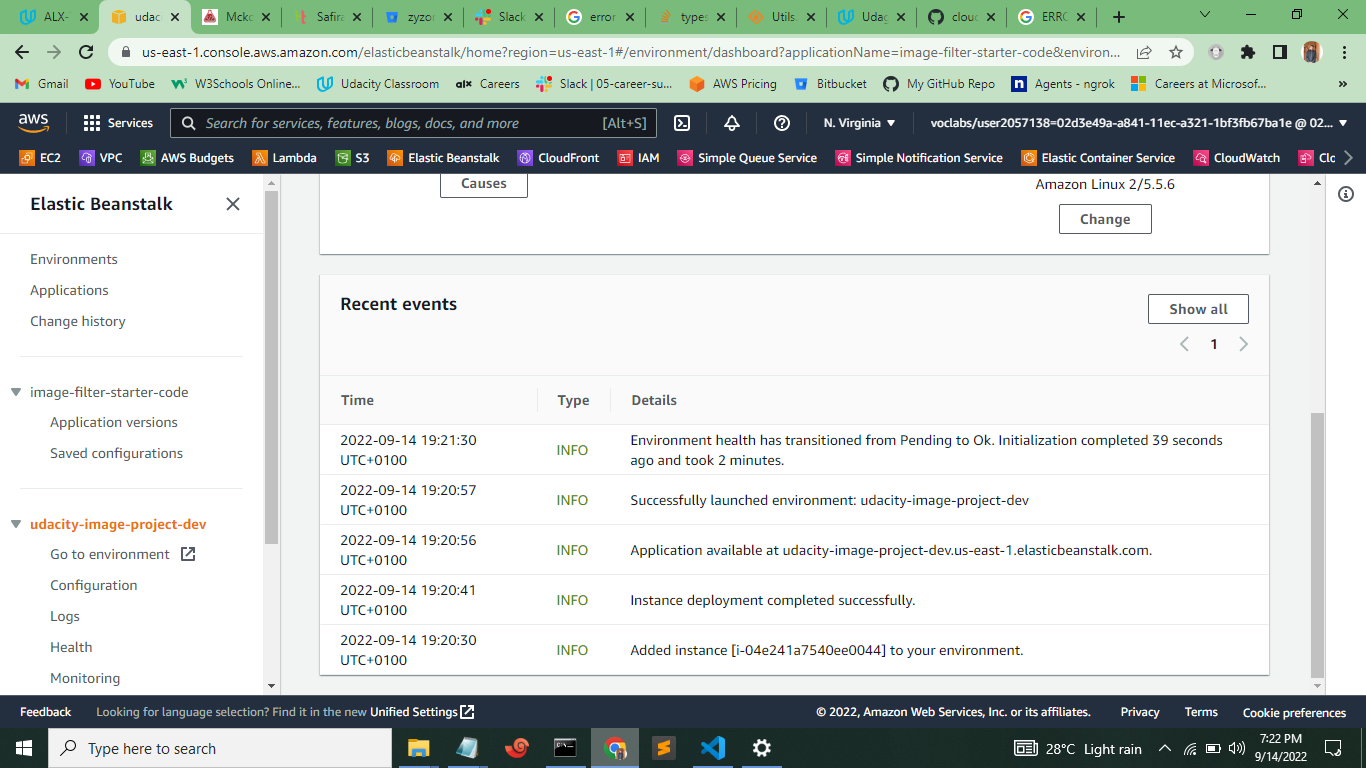 ALX-
udac
Mckc
Safira
zyzor
Slack
error
types
Utils.
Udag
clouc
ERRC
us-east-1.console.aws.amazon.com/elasticbeanstalk/home?region=us-east-1#/environment/dashboard?applicationName=image-filter-starter-code&environ...
Gmail
YouTube
W3Schools Online...
Udacity Classroom
alx Careers
Slack | 05-career-su...
AWS Pricing
Bitbucket
My GitHub Repo
Agents - ngrok
Careers at Microsof...
aws
Services
Search for services, features, blogs, docs, and more
[Alt+S]
N. Virginia
voclabs/user2057138=02d3e49a-a841-11ec-a321-1bf3fb67ba1e @ 02...
EC2
VPC
AWS Budgets
Lambda
S3
Elastic Beanstalk
CloudFront
IAM
Simple Queue Service
Simple Notification Service
Elastic Container Service
CloudWatch
Clo
Elastic Beanstalk
Environments
Applications
Change history
image-filter-starter-code
Application versions
Saved configurations
udacity-image-project-dev
Go to environment
Configuration
Logs
Health
Monitoring
Causes
Amazon Linux 2/5.5.6
Change
Recent events
Show all
1
Time
Type
Details
2022-09-14 19:21:30
UTC+0100
INFO
Environment health has transitioned from Pending to Ok. Initialization completed 39 seconds
ago and took 2 minutes.
2022-09-14 19:20:57
UTC+0100
INFO
Successfully launched environment: udacity-image-project-dev
2022-09-14 19:20:56
UTC+0100
INFO
Application available at udacity-image-project-dev.us-east-1.elasticbeanstalk.com.
2022-09-14 19:20:41
UTC+0100
INFO
Instance deployment completed successfully.
2022-09-14 19:20:30
UTC+0100
INFO
Added instance [i-04e241a7540ee0044] to your environment.
Feedback
Looking for language selection? Find it in the new Unified Settings
© 2022, Amazon Web Services, Inc. or its affiliates.
Privacy
Terms
Cookie preferences
Type here to search
28°C Light rain
7:22 PM
9/14/2022